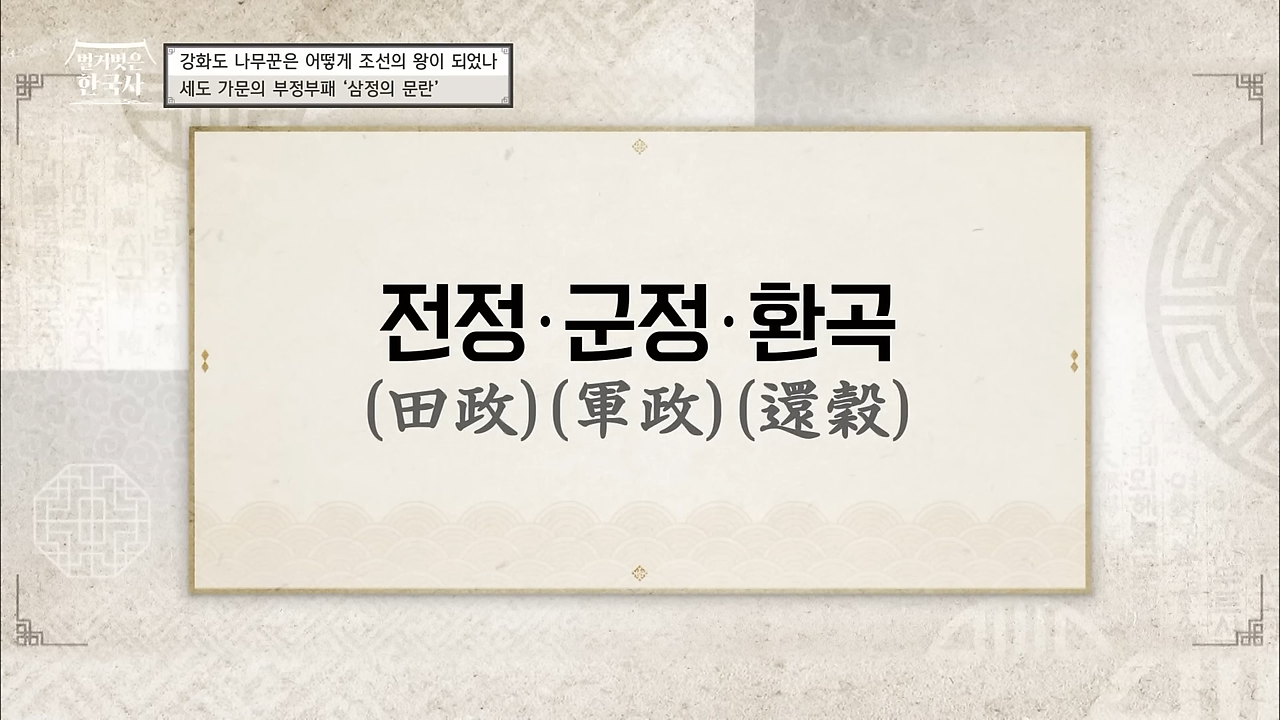 벌거벗은
한국사
강화도 나무꾼은 어떻게 조선의 왕이 되었나
세도 가문의 부정부패 ‘삼정의 문란’
전정·군정·환곡
(田政)(軍政)(還穀)